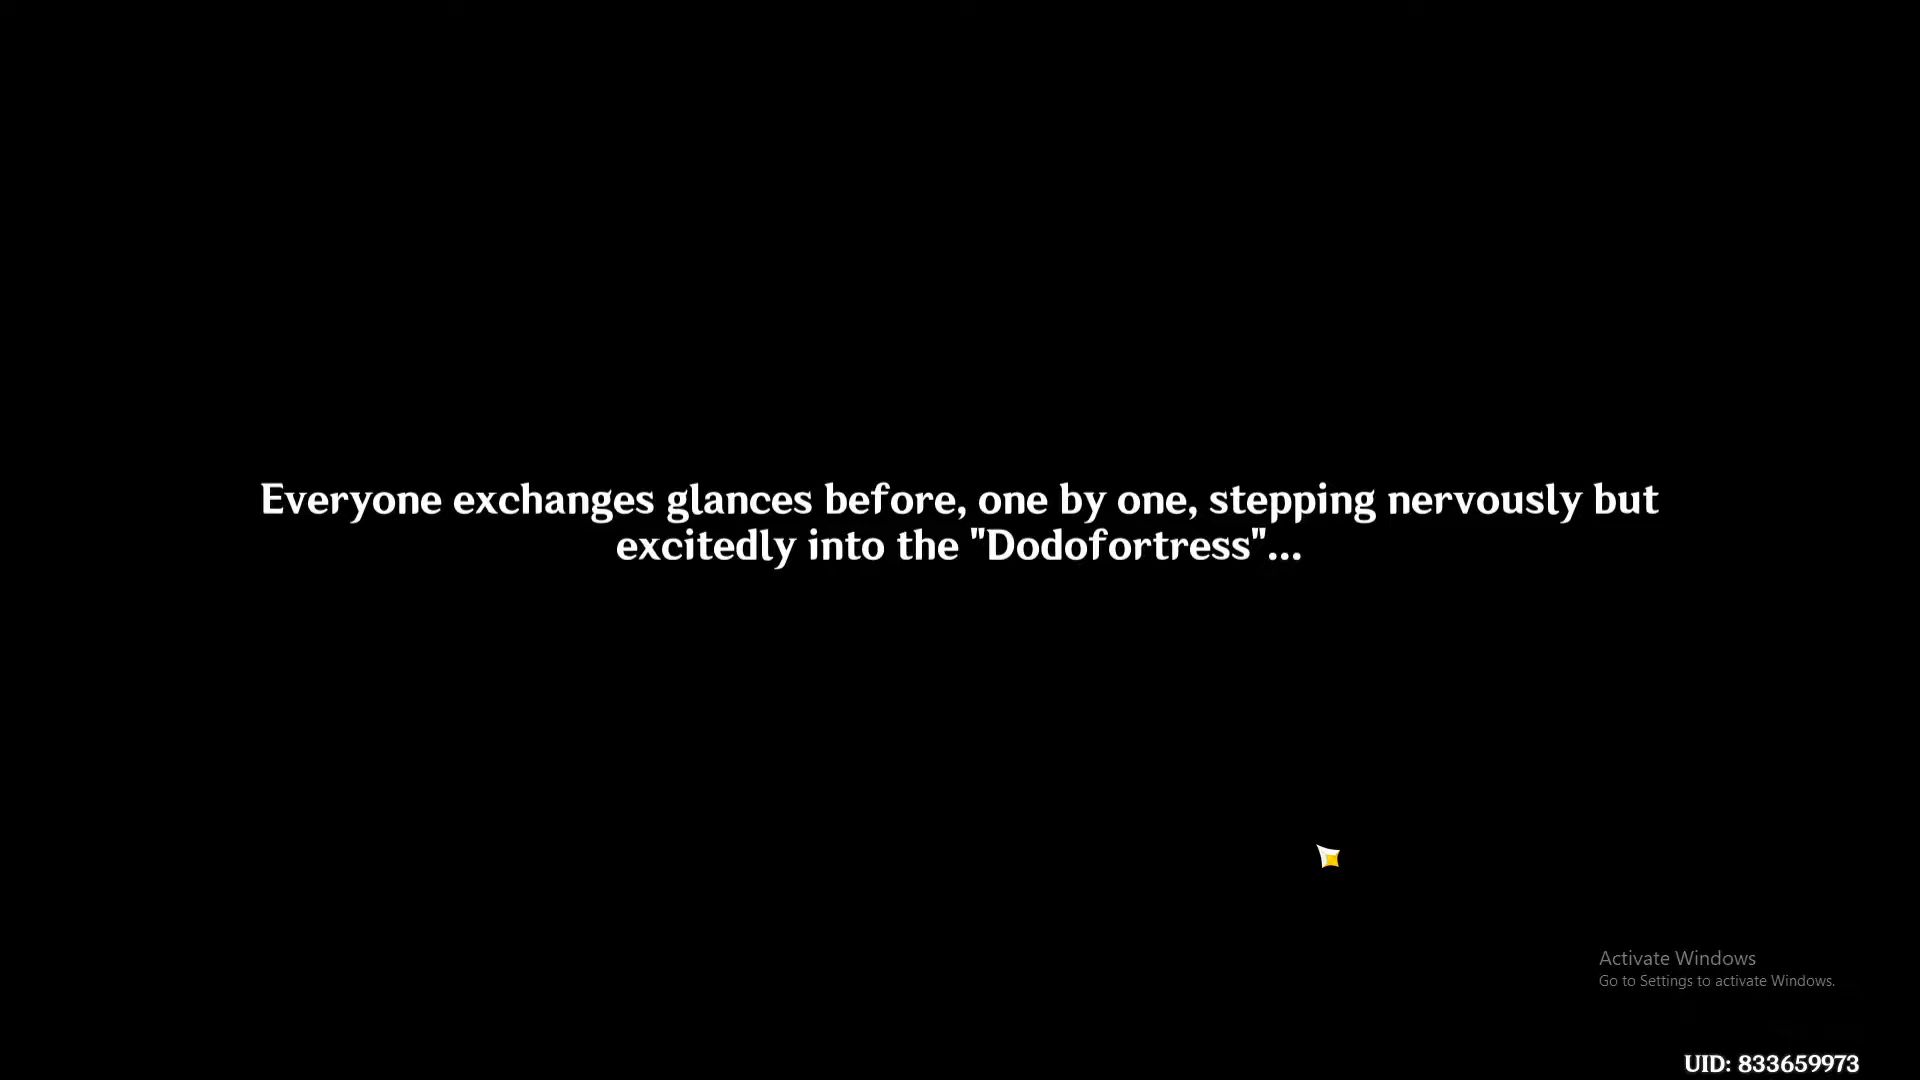 Everyone exchanges glances before, one by one, stepping nervously but
excitedly into the "Dodofortress"...
Activate Windows
Go to Settings to activate Windows.
UID: 833659973